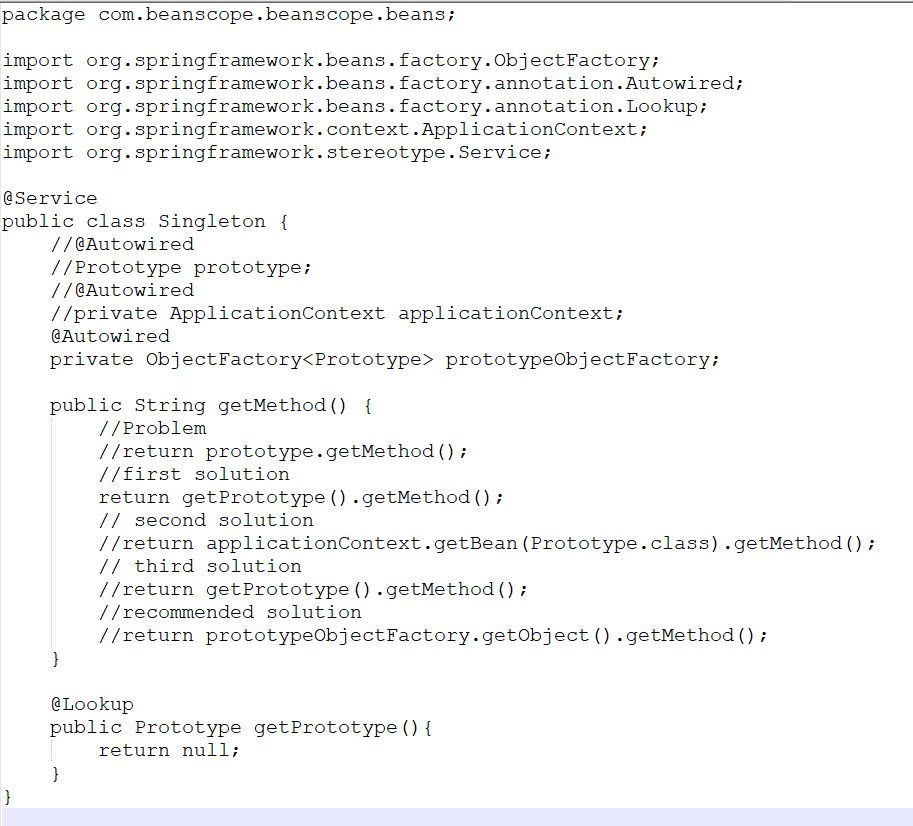 package com.beanscope.beanscope.beans;

import org.springframework.beans.factory.ObjectFactory;
import org.springframework.beans.factory.annotation.Autowired;
import org.springframework.beans.factory.annotation.Lookup;
import org.springframework.context.ApplicationContext;
import org.springframework.stereotype.Service;

@Service
public class Singleton {
    //@Autowired
    //Prototype prototype;
    //@Autowired
    //private ApplicationContext applicationContext;
    @Autowired
    private ObjectFactory<Prototype> prototypeObjectFactory;

    public String getMethod() {
        //Problem
        //return prototype.getMethod();
        //first solution
        return getPrototype().getMethod();
        // second solution
        //return applicationContext.getBean(Prototype.class).getMethod();
        // third solution
        //return getPrototype().getMethod();
        //recommended solution
        //return prototypeObjectFactory.getObject().getMethod();
    }

    @Lookup
    public Prototype getPrototype(){
        return null;
    }
}